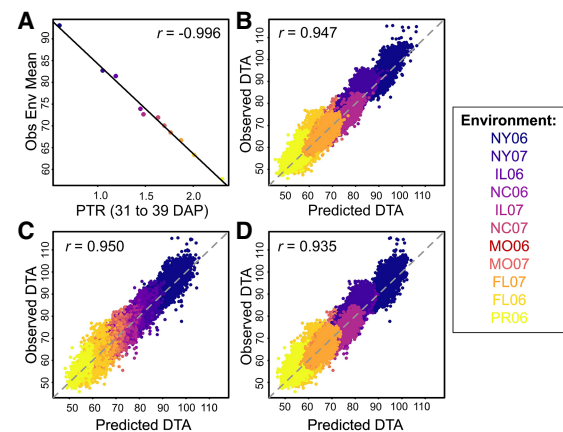 A
r = -0.996
Obs Env Mean
90
85
80
75
70
65
60
1.0
1.5
2.0
PTR (31 to 39 DAP)
B
r = 0.947
Observed DTA
110
100
90
80
70
60
50
50 60 70 80 90 100 110
Predicted DTA
C
r = 0.950
Observed DTA
110
100
90
80
70
60
50
50 60 70 80 90 100 110
Predicted DTA
D
r = 0.935
Observed DTA
110
100
90
80
70
60
50
50 60 70 80 90 100 110
Predicted DTA
Environment:
NY06
NY07
IL06
NC06
IL07
NC07
MO06
MO07
FL07
FL06
PR06